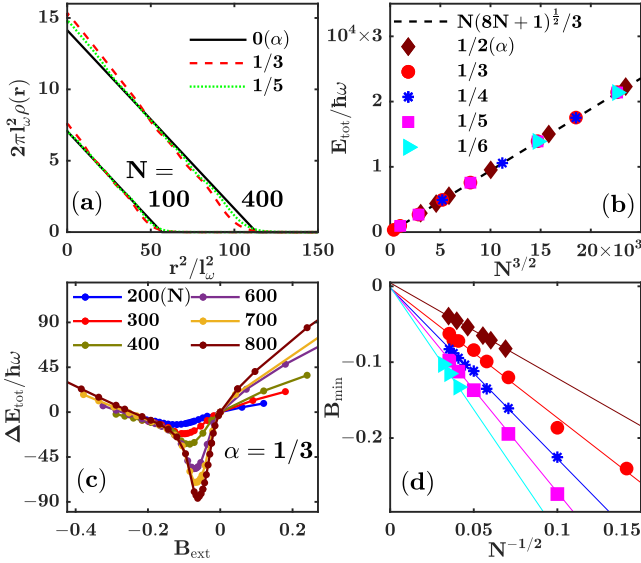 15
10
5
0
2πl²_ω ρ(r)
0(α)
1/3
1/5
N =
100
400
(a)
0 50 100 150
r²/l²_ω
10×10³
2
1
0
E_tot/ħω
N(8N + 1)^{1/2}/3
1/2(α)
1/3
1/4
1/5
1/6
(b)
0 5 10 15 20×10³
N^{3/2}
90
45
0
-45
-90
ΔE_tot/ħω
200(N)
300
400
600
700
800
α = 1/3
(c)
-0.4 -0.2 0 0.2
B_ext
-0.1
-0.2
B_min
(d)
0 0.05 0.1 0.15
N^{-1/2}